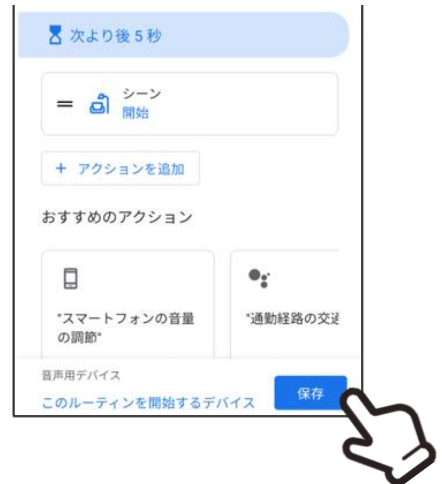 次より後 5 秒
シーン
開始
+ アクションを追加
おすすめのアクション
"スマートフォンの音量
の調節"
"通勤経路の交通
音声用デバイス
このルーティンを開始するデバイス
保存